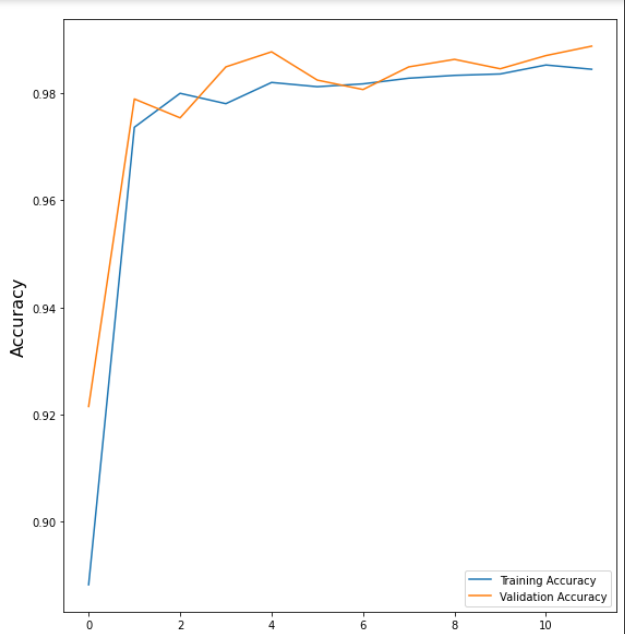 0.98
0.96
0.94
0.92
0.90
Accuracy
0 2 4 6 8 10
Training Accuracy
Validation Accuracy